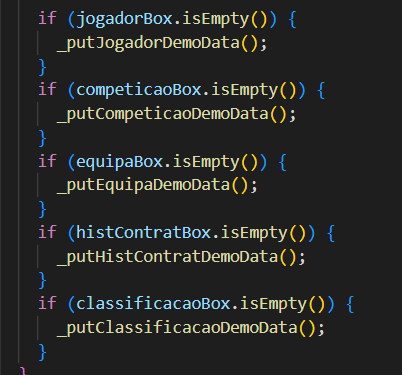 if (jogadorBox.isEmpty()) {
_putJogadorDemoData();
}
if (competicaoBox.isEmpty()) {
_putCompeticaoDemoData();
}
if (equipaBox.isEmpty()) {
_putEquipaDemoData();
}
if (histContratBox.isEmpty()) {
_putHistContratDemoData();
}
if (classificacaoBox.isEmpty()) {
_putClassificacaoDemoData();
}
}